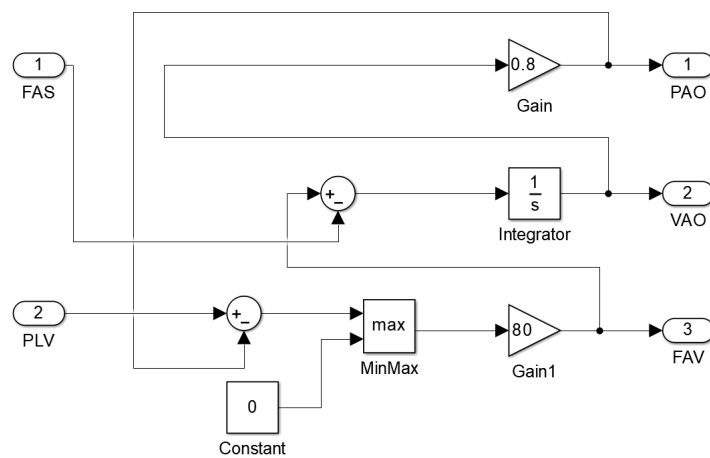 1
FAS
0.8
Gain
1
PAO
+
−
1
s
Integrator
2
VAO
2
PLV
+
−
max
MinMax
80
Gain1
3
FAV
0
Constant